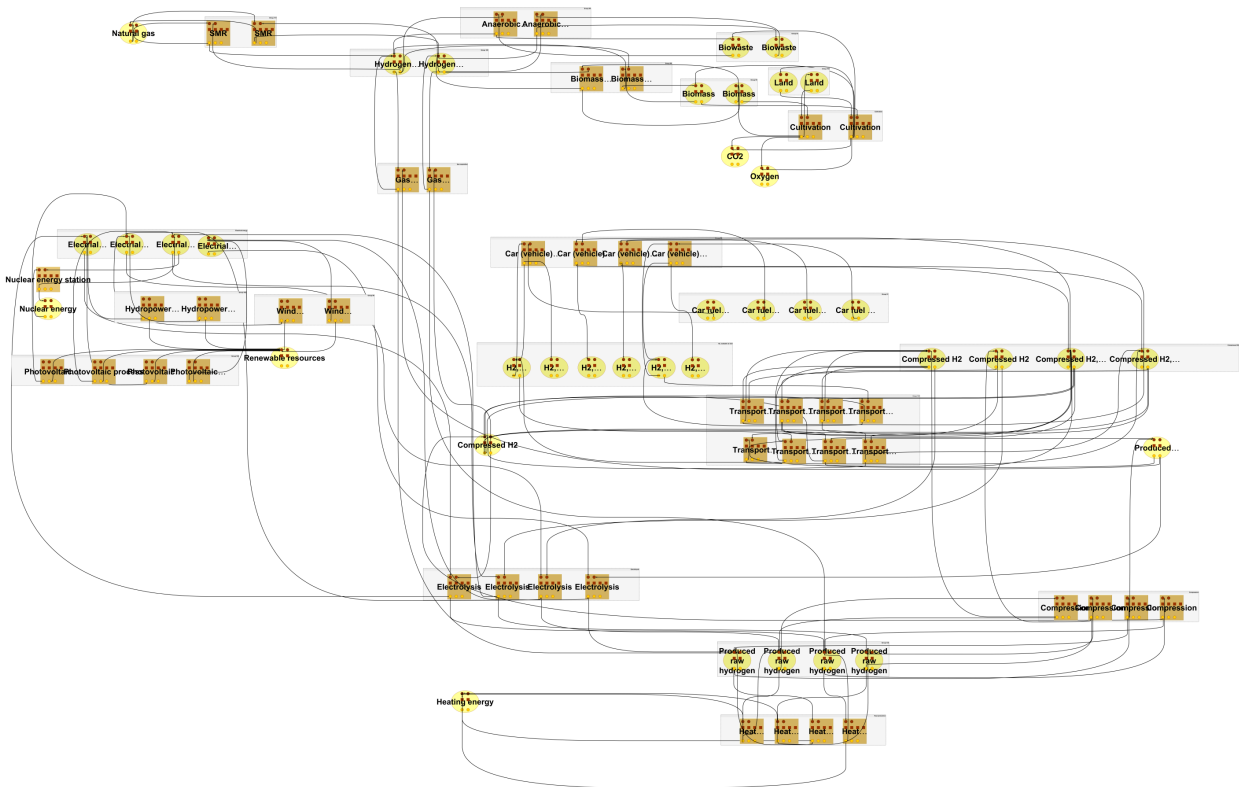 Anaerobic
Anaerobic…
Natural gas
SMR
SMR
Biowaste
Biowaste
Hydrogen…
Hydrogen…
Biomass…
Biomass…
Land
Land
Biomass
Biomass
Cultivation
Cultivation
CO2
Oxygen
Gas…
Gas…
Electrial…
Electrial…
Electrial…
Electrial…
Car (vehicle)…
Car (vehicle)…
Car (vehicle)…
Car (vehicle)…
Nuclear energy station
Nuclear energy
Hydropower…
Hydropower…
Wind…
Wind…
Car fuel…
Car fuel…
Car fuel…
Car fuel…
Renewable resources
Compressed H2
Compressed H2
Compressed H2,…
Compressed H2,…
Photovoltaic
Photovoltaic process
Photovoltaic
Photovoltaic…
H2,…
H2,…
H2,…
H2,…
H2,…
H2,…
Transport…
Transport…
Transport…
Transport…
Compressed H2
Transport…
Transport…
Transport…
Transport…
Produced…
Electrolysis
Electrolysis
Electrolysis
Electrolysis
Compression
Compression
Compression
Compression
Produced
raw
hydrogen
Produced
raw
hydrogen
Produced
raw
hydrogen
Produced
raw
hydrogen
Heating energy
Heat…
Heat…
Heat…
Heat…